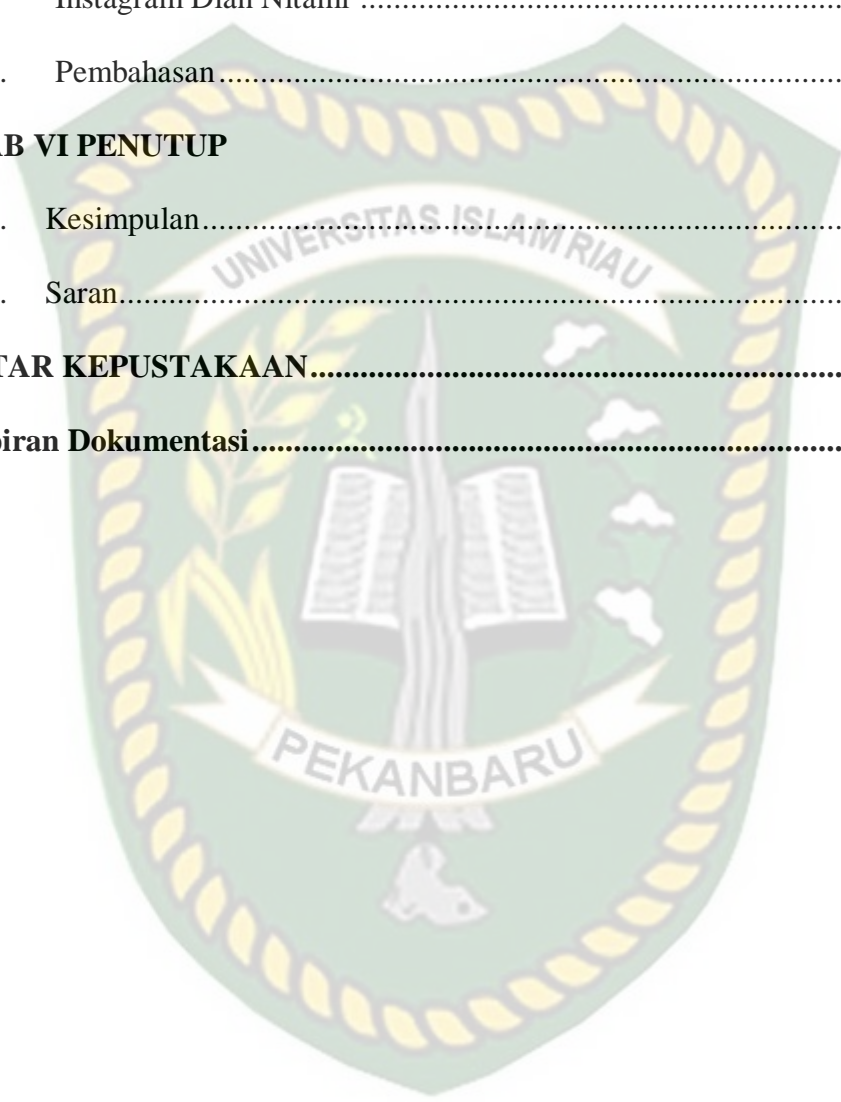 Instagram Dian Nitami ........................................................................
. Pembahasan ........................................................................
AB VI PENUTUP
. Kesimpulan ........................................................................
UNIVERSITAS ISLAM RIAU
. Saran ........................................................................
TAR KEPUSTAKAAN ........................................................................
piran Dokumentasi ........................................................................
PEKANBARU